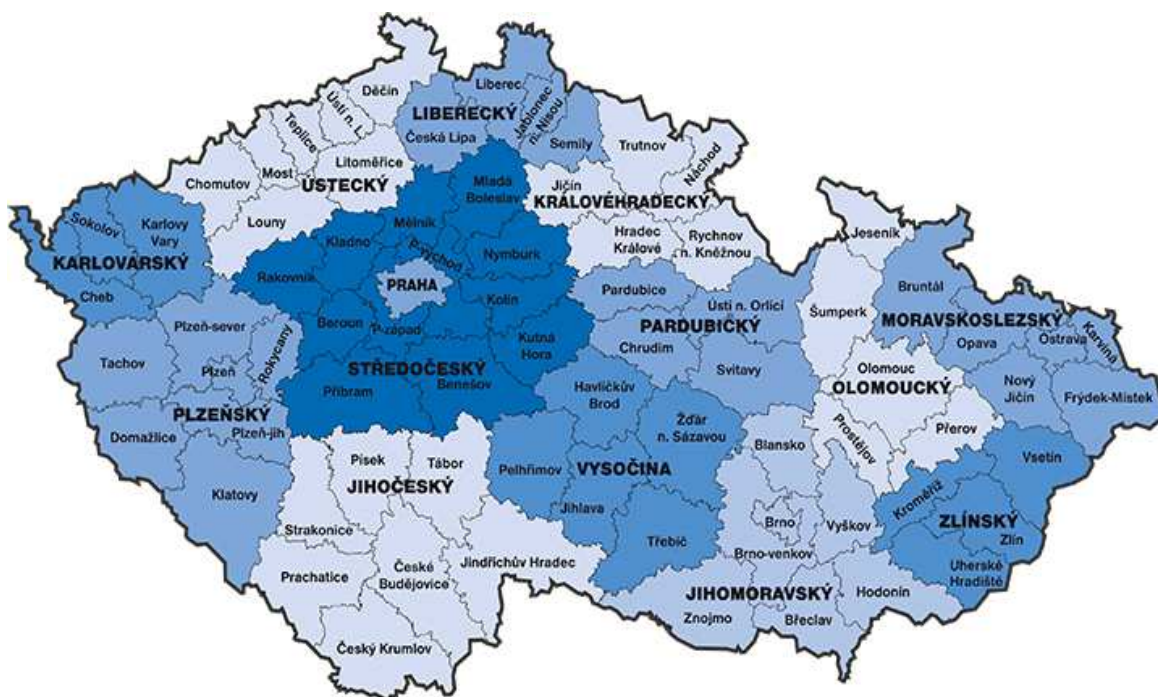 Děčín
Ústí n. L.
Teplice
Most
Chomutov
Litoměřice
ÚSTECKÝ
Louny
Liberec
LIBERECKÝ
Jablonec
n. Nisou
Česká Lípa
Semily
Trutnov
Náchod
Jičín
KRÁLOVÉHRADECKÝ
Hradec
Králové
Rychnov
n. Kněžnou
Sokolov
Karlovy
Vary
KARLOVARSKÝ
Cheb
Mladá
Boleslav
Mělník
Kladno
P-východ
Nymburk
Rakovník
PRAHA
Kolín
Beroun
P-západ
Kutná
Hora
STŘEDOČESKÝ
Příbram
Benešov
Plzeň-sever
Rokycany
Tachov
Plzeň
PLZEŇSKÝ
Domažlice
Plzeň-jih
Klatovy
Pardubice
Ústí n. Orlicí
PARDUBICKÝ
Chrudim
Svitavy
Jeseník
Šumperk
Olomouc
OLOMOUCKÝ
Prostějov
Přerov
Bruntál
MORAVSKOSLEZSKÝ
Opava
Ostrava
Karviná
Nový
Jičín
Frýdek-Místek
Havlíčkův
Brod
Žďár
n. Sázavou
Pelhřimov
VYSOČINA
Jihlava
Třebíč
Písek
Tábor
JIHOČESKÝ
Strakonice
Prachatice
České
Budějovice
Jindřichův Hradec
Český Krumlov
Blansko
Brno
Vyškov
Brno-venkov
JIHOMORAVSKÝ
Hodonín
Znojmo
Břeclav
Vsetín
Kroměříž
ZLÍNSKÝ
Zlín
Uherské
Hradiště